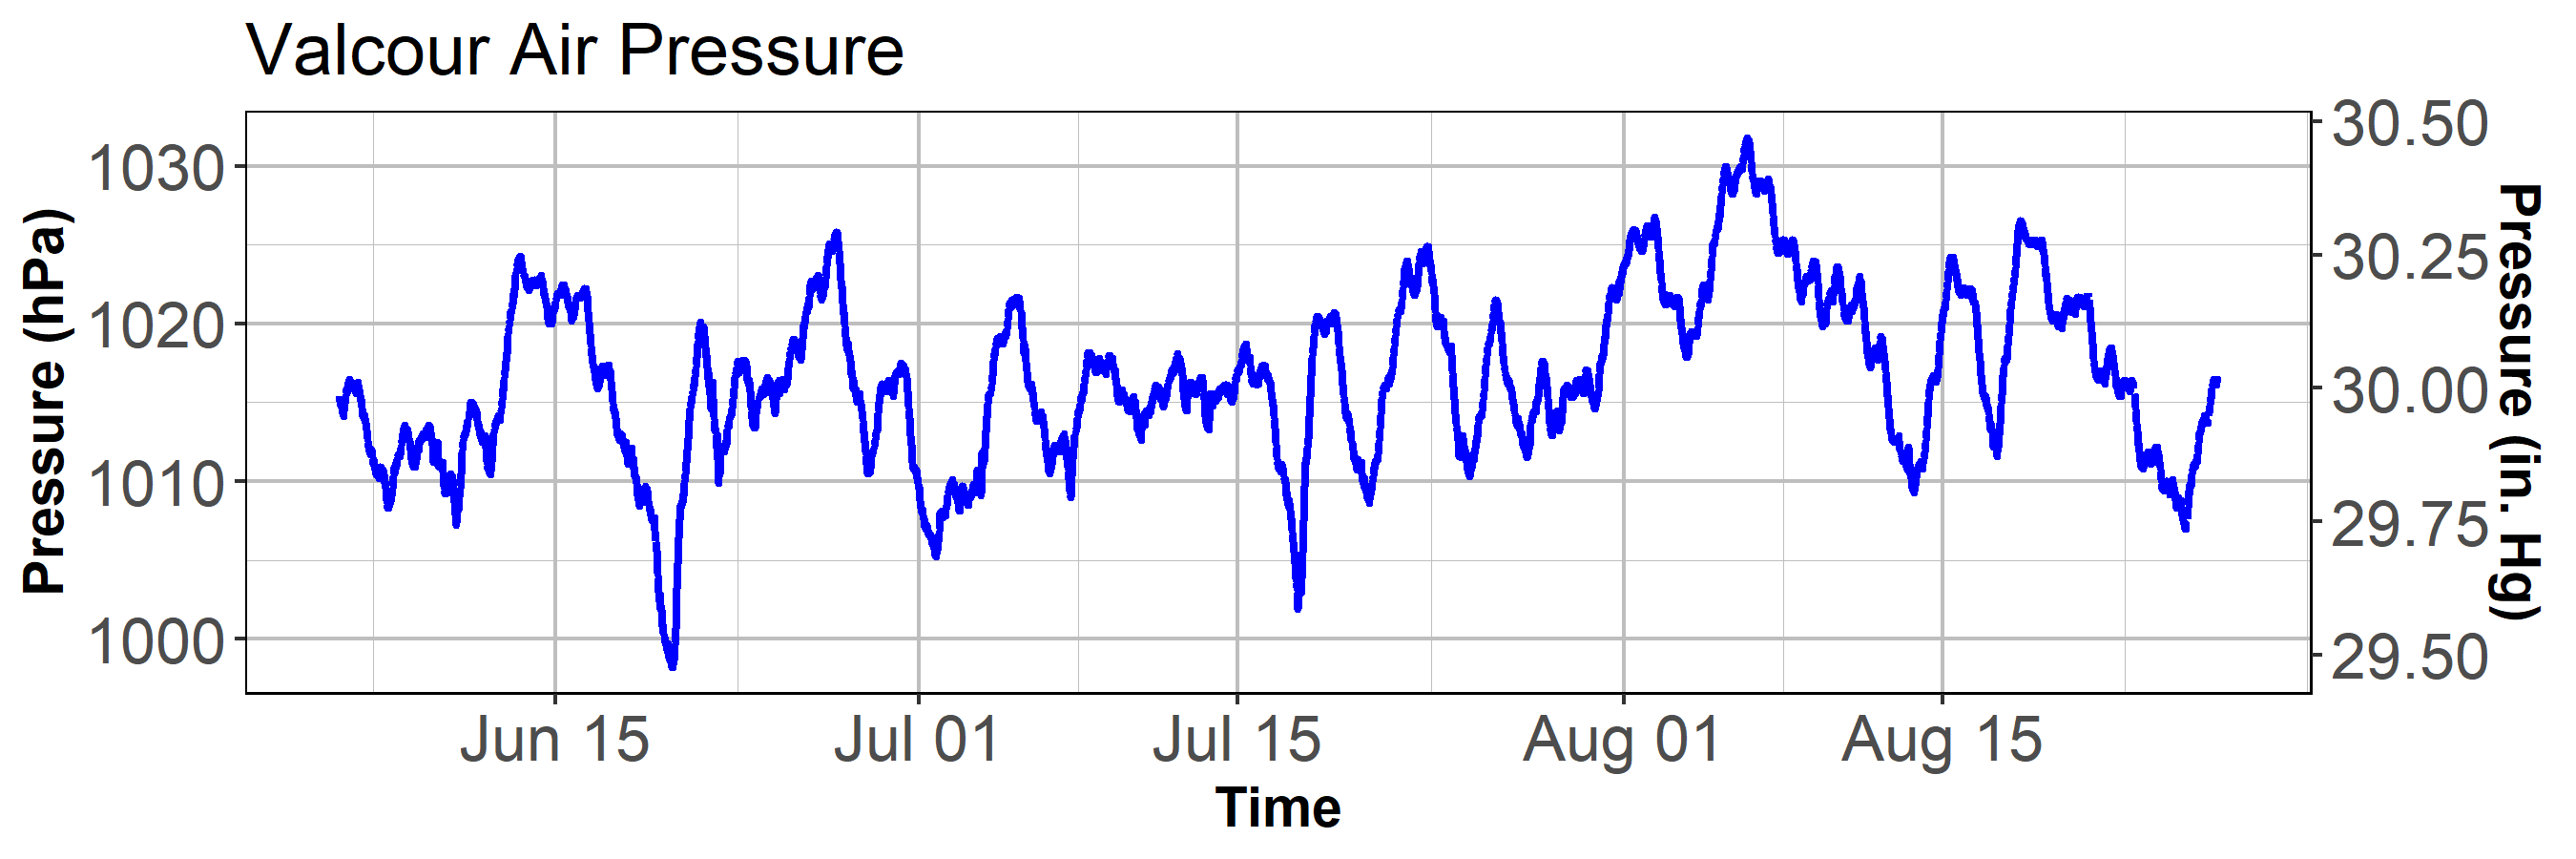 Valcour Air Pressure
Pressure (hPa)
1030
1020
1010
1000
30.50
30.25
30.00
29.75
29.50
Pressure (in. Hg)
Jun 15
Jul 01
Jul 15
Aug 01
Aug 15
Time